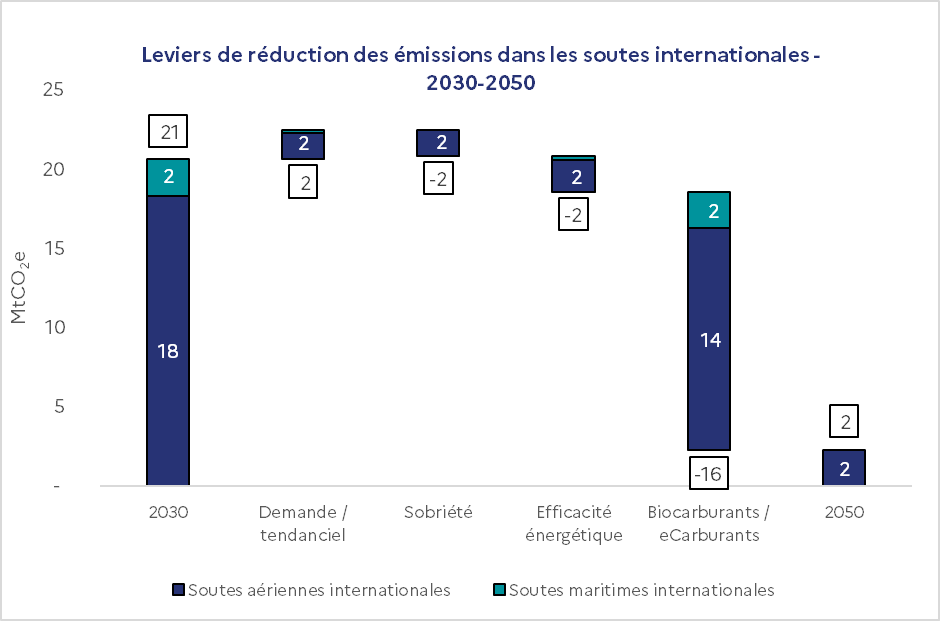 Leviers de réduction des émissions dans les soutes internationales -
2030-2050
25
20
15
10
5
-
MtCO₂e
21
2
18
2
2
2
-2
2
-2
2
14
-16
2
2
2030
Demande /
tendanciel
Sobriété
Efficacité
énergétique
Biocarburants /
eCarburants
2050
Soutes aériennes internationales
Soutes maritimes internationales